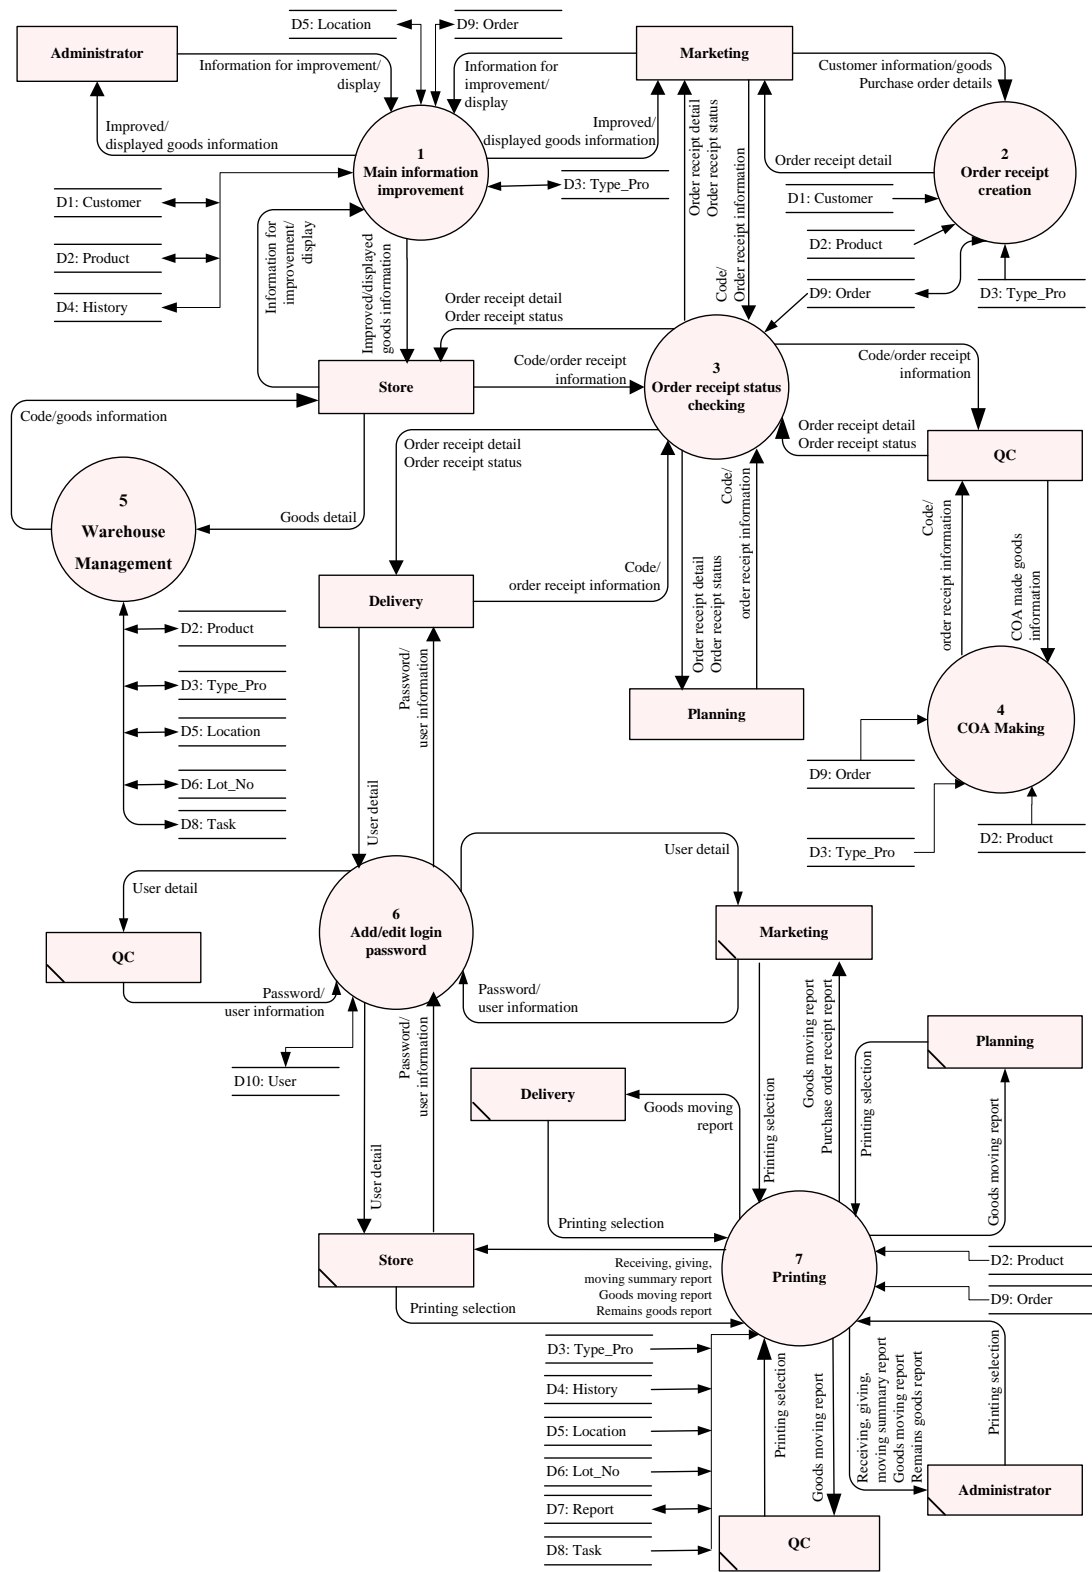 D5: Location
D9: Order
Administrator
Marketing
Information for improvement/
display
Information for
improvement/
display
Customer information/goods
Purchase order details
Improved/
displayed goods information
Improved/
displayed goods information
1
Main information
improvement
2
Order receipt
creation
Order receipt detail
Order receipt status
Code/
Order receipt information
Order receipt detail
D1: Customer
D2: Product
D4: History
D3: Type_Pro
D1: Customer
D2: Product
D9: Order
D3: Type_Pro
Information for
improvement/
display
Improved/displayed
goods information
Order receipt detail
Order receipt status
3
Order receipt status
checking
Store
Code/order receipt
information
Code/order receipt
information
Code/goods information
Order receipt detail
Order receipt status
Order receipt detail
Order receipt status
QC
5
Warehouse
Management
Goods detail
Code/
order receipt information
Order receipt detail
Order receipt status
Code/
order receipt information
Code/
order receipt information
COA made goods
information
Delivery
D2: Product
D3: Type_Pro
D5: Location
D6: Lot_No
D8: Task
Password/
user information
User detail
Planning
4
COA Making
D9: Order
D3: Type_Pro
D2: Product
User detail
User detail
6
Add/edit login
password
QC
Marketing
Password/
user information
Password/
user information
D10: User
Password/
user information
User detail
Delivery
Goods moving
report
Printing selection
Goods moving report
Purchase order receipt report
Printing selection
Planning
Goods moving report
Printing selection
Store
Receiving, giving,
moving summary report
Goods moving report
Remains goods report
7
Printing
D2: Product
D9: Order
Printing selection
D3: Type_Pro
D4: History
D5: Location
D6: Lot_No
D7: Report
D8: Task
Printing selection
Goods moving report
Receiving, giving,
moving summary report
Goods moving report
Remains goods report
Printing selection
Administrator
QC